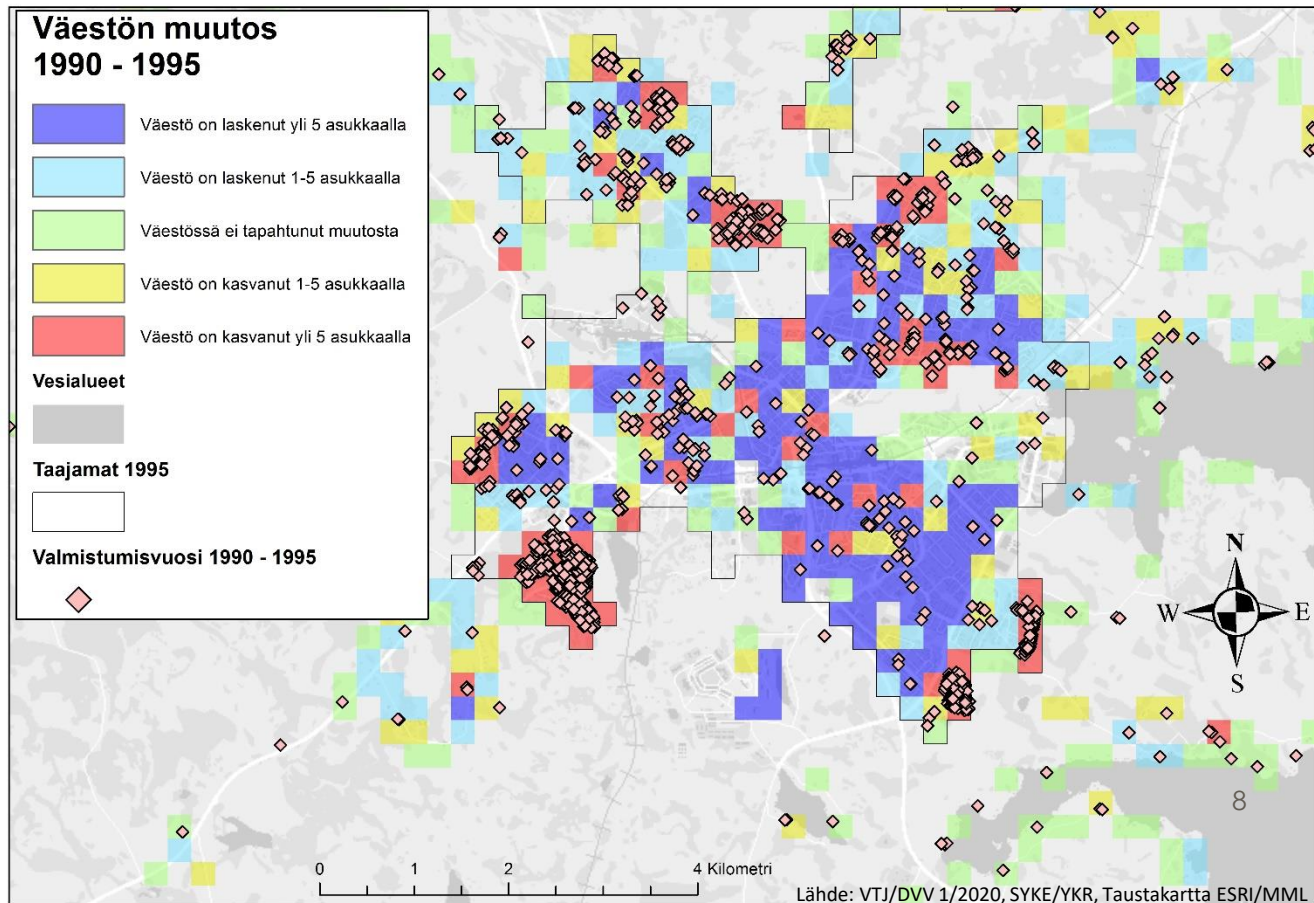 Väestön muutos
1990 - 1995
Väestö on laskenut yli 5 asukkaalla
Väestö on laskenut 1-5 asukkaalla
Väestössä ei tapahtunut muutosta
Väestö on kasvanut 1-5 asukkaalla
Väestö on kasvanut yli 5 asukkaalla
Vesialueet
Taajamat 1995
Valmistumisvuosi 1990 - 1995
N
W E
S
8
0 1 2 4 Kilometri
Lähde: VTJ/DVV 1/2020, SYKE/YKR, Taustakartta ESRI/MML